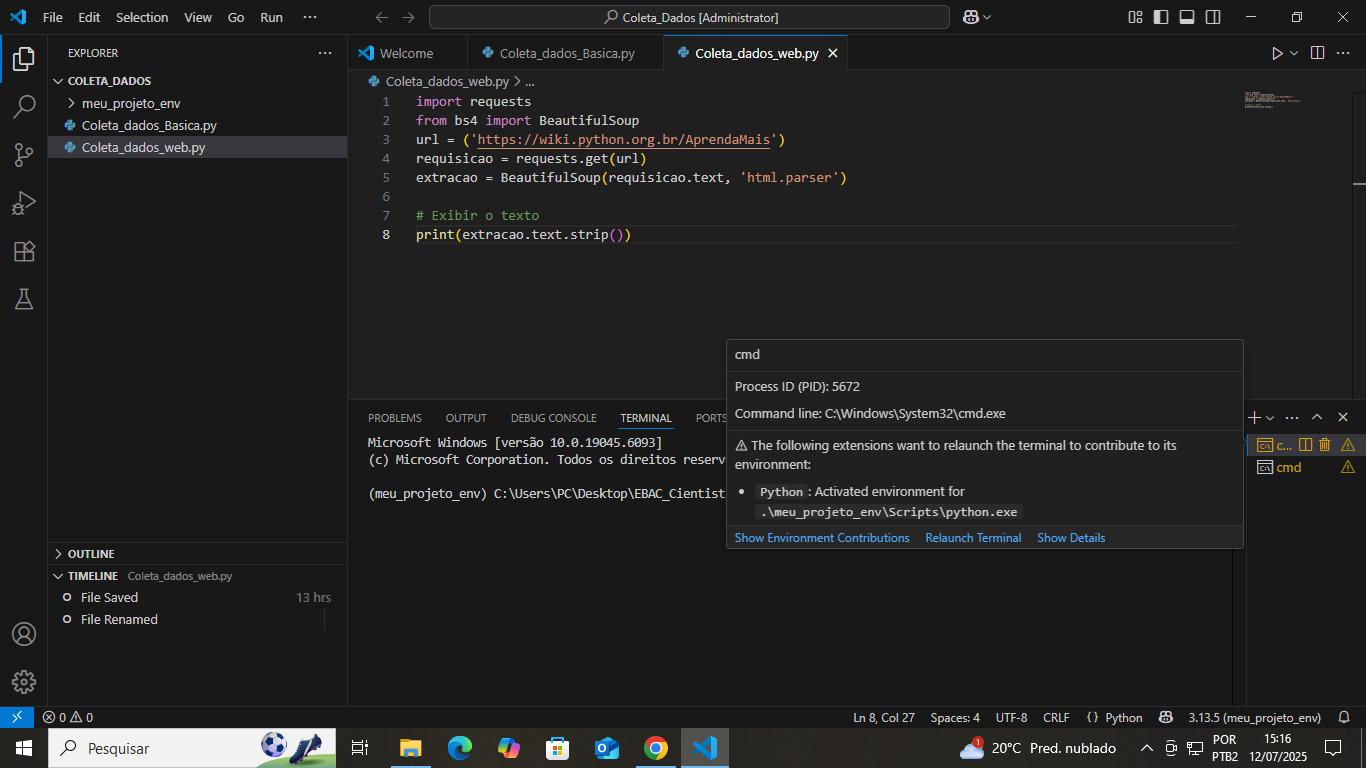 File Edit Selection View Go Run ···
Coleta_Dados [Administrator]
EXPLORER ···
COLETA_DADOS
meu_projeto_env
Coleta_dados_Basica.py
Coleta_dados_web.py
OUTLINE
TIMELINE Coleta_dados_web.py
File Saved 13 hrs
File Renamed
Welcome Coleta_dados_Basica.py Coleta_dados_web.py
Coleta_dados_web.py > ...
1 import requests
2 from bs4 import BeautifulSoup
3 url = ('https://wiki.python.org.br/AprendaMais')
4 requisicao = requests.get(url)
5 extracao = BeautifulSoup(requisicao.text, 'html.parser')
6
7 # Exibir o texto
8 print(extracao.text.strip())
PROBLEMS OUTPUT DEBUG CONSOLE TERMINAL PORTS
Microsoft Windows [versão 10.0.19045.6093]
(c) Microsoft Corporation. Todos os direitos reserv
(meu_projeto_env) C:\Users\PC\Desktop\EBAC_Cientist
cmd
Process ID (PID): 5672
Command line: C:\Windows\System32\cmd.exe
⚠ The following extensions want to relaunch the terminal to contribute to its
environment:
• Python: Activated environment for
.\meu_projeto_env\Scripts\python.exe
Show Environment Contributions Relaunch Terminal Show Details
c...
cmd
0 0
Ln 8, Col 27 Spaces: 4 UTF-8 CRLF {} Python 3.13.5 (meu_projeto_env)
Pesquisar
1
20°C Pred. nublado
POR
PTB2
15:16
12/07/2025